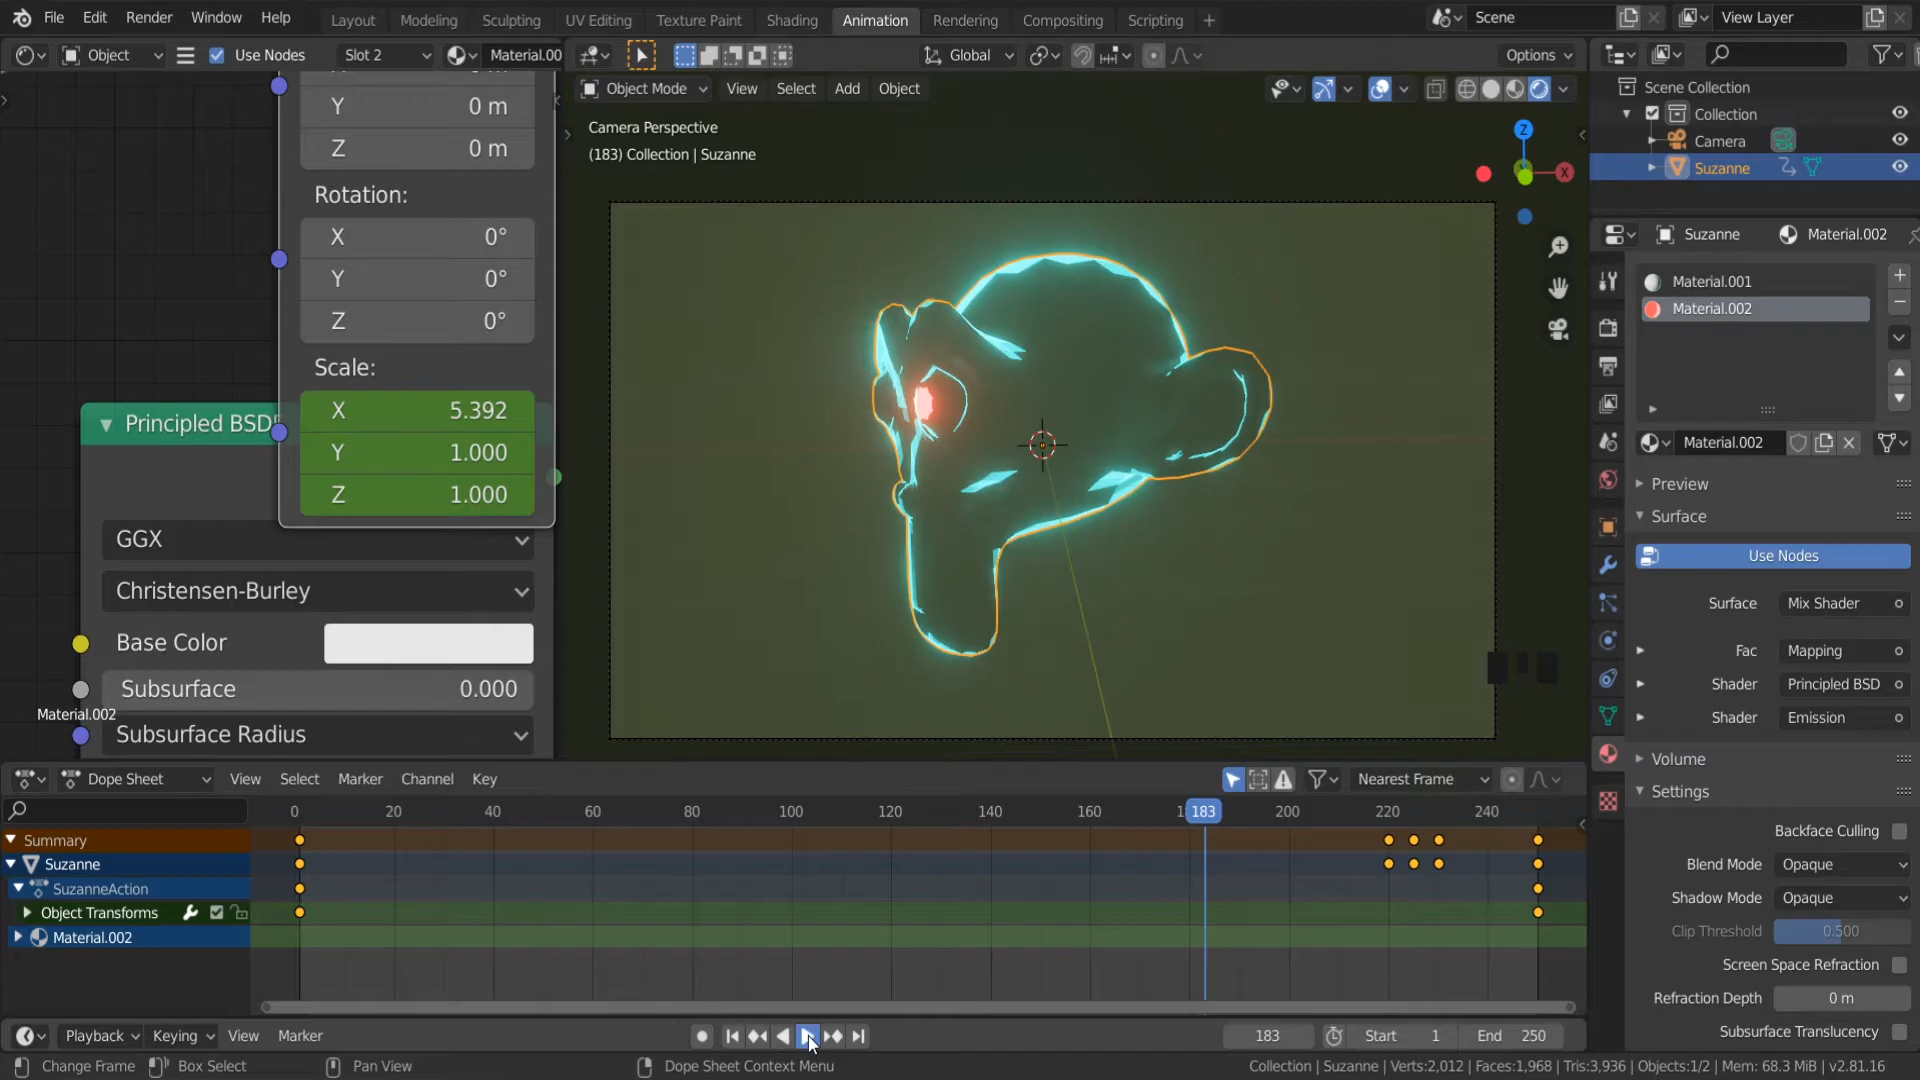 File Edit Render Window Help Layout Modeling Sculpting UV Editing Texture Paint Shading Animation Rendering Compositing Scripting + Scene View Layer
Object Use Nodes Slot 2 Material.00 Global Options
Object Mode View Select Add Object
Camera Perspective
(183) Collection | Suzanne
Y 0 m
Z 0 m
Rotation:
X 0°
Y 0°
Z 0°
Scale:
X 5.392
Y 1.000
Z 1.000
Principled BSD
GGX
Christensen-Burley
Base Color
Subsurface 0.000
Material.002
Subsurface Radius
Z
X
Scene Collection
Collection
Camera
Suzanne
Suzanne Material.002
Material.001
Material.002
Material.002
Preview
Surface
Use Nodes
Surface Mix Shader
Fac Mapping
Shader Principled BSD
Shader Emission
Volume
Settings
Backface Culling
Blend Mode Opaque
Shadow Mode Opaque
Clip Threshold 0.500
Screen Space Refraction
Refraction Depth 0 m
Subsurface Translucency
Dope Sheet View Select Marker Channel Key Nearest Frame
0 20 40 60 80 100 120 140 160 183 200 220 240
Summary
Suzanne
SuzanneAction
Object Transforms
Material.002
Playback Keying View Marker 183 Start 1 End 250
Change Frame Box Select Pan View Dope Sheet Context Menu Collection | Suzanne | Verts:2,012 | Faces:1,968 | Tris:3,936 | Objects:1/2 | Mem: 68.3 MiB | v2.81.16